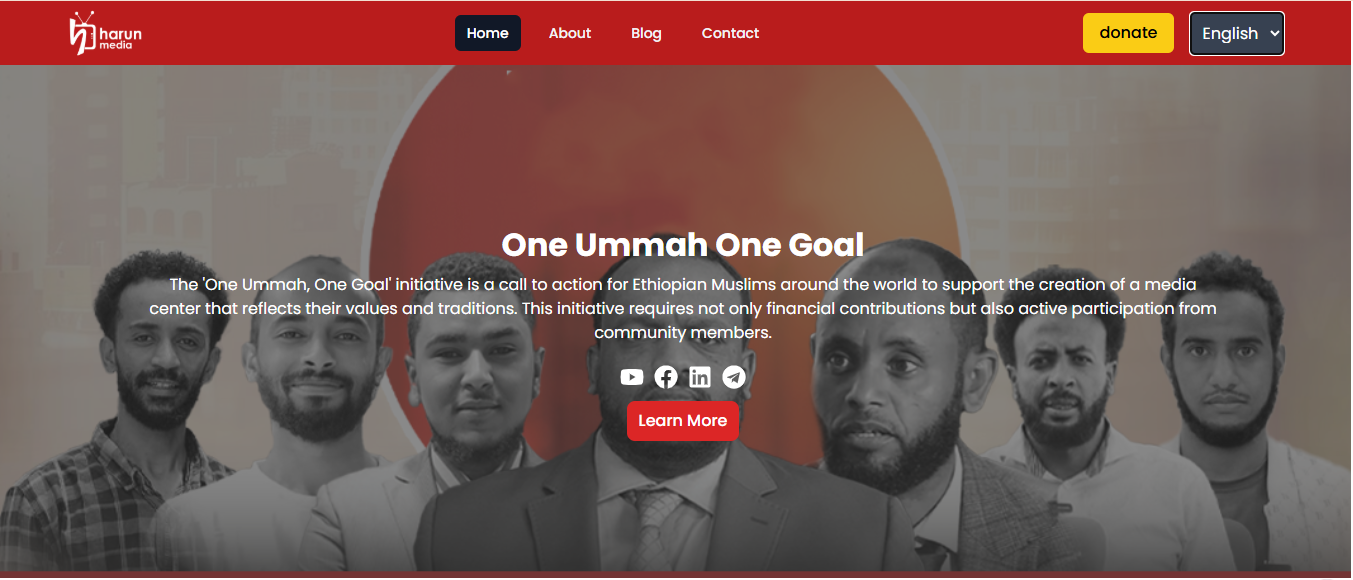 harun
media
Home
About
Blog
Contact
donate
English
One Ummah One Goal
The 'One Ummah, One Goal' initiative is a call to action for Ethiopian Muslims around the world to support the creation of a media
center that reflects their values and traditions. This initiative requires not only financial contributions but also active participation from
community members.
Learn More